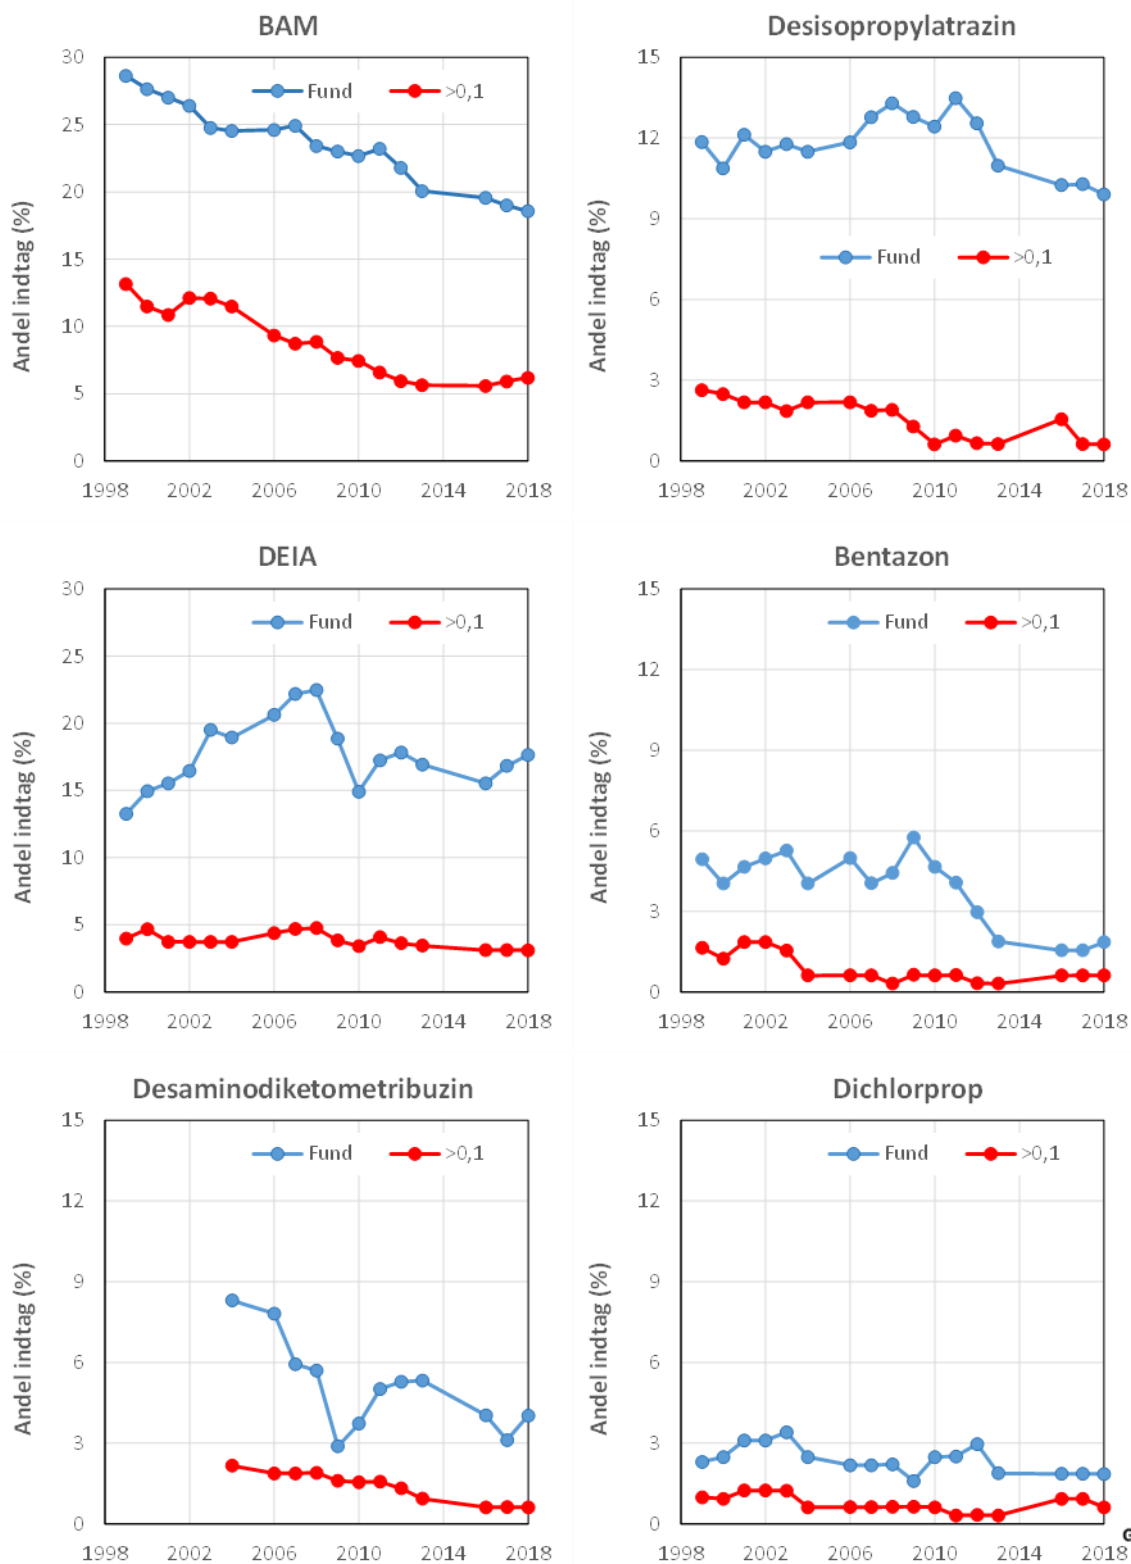 BAM
Fund >0,1
30
25
20
15
10
5
0
Andel indtag (%)
1998 2002 2006 2010 2014 2018
Desisopropylatrazin
15
12
9
6
3
0
Fund >0,1
Andel indtag (%)
1998 2002 2006 2010 2014 2018
DEIA
Fund >0,1
30
25
20
15
10
5
0
Andel indtag (%)
1998 2002 2006 2010 2014 2018
Bentazon
Fund >0,1
15
12
9
6
3
0
Andel indtag (%)
1998 2002 2006 2010 2014 2018
Desaminodiketometribuzin
Fund >0,1
15
12
9
6
3
0
Andel indtag (%)
1998 2002 2006 2010 2014 2018
Dichlorprop
Fund >0,1
15
12
9
6
3
0
Andel indtag (%)
1998 2002 2006 2010 2014 2018